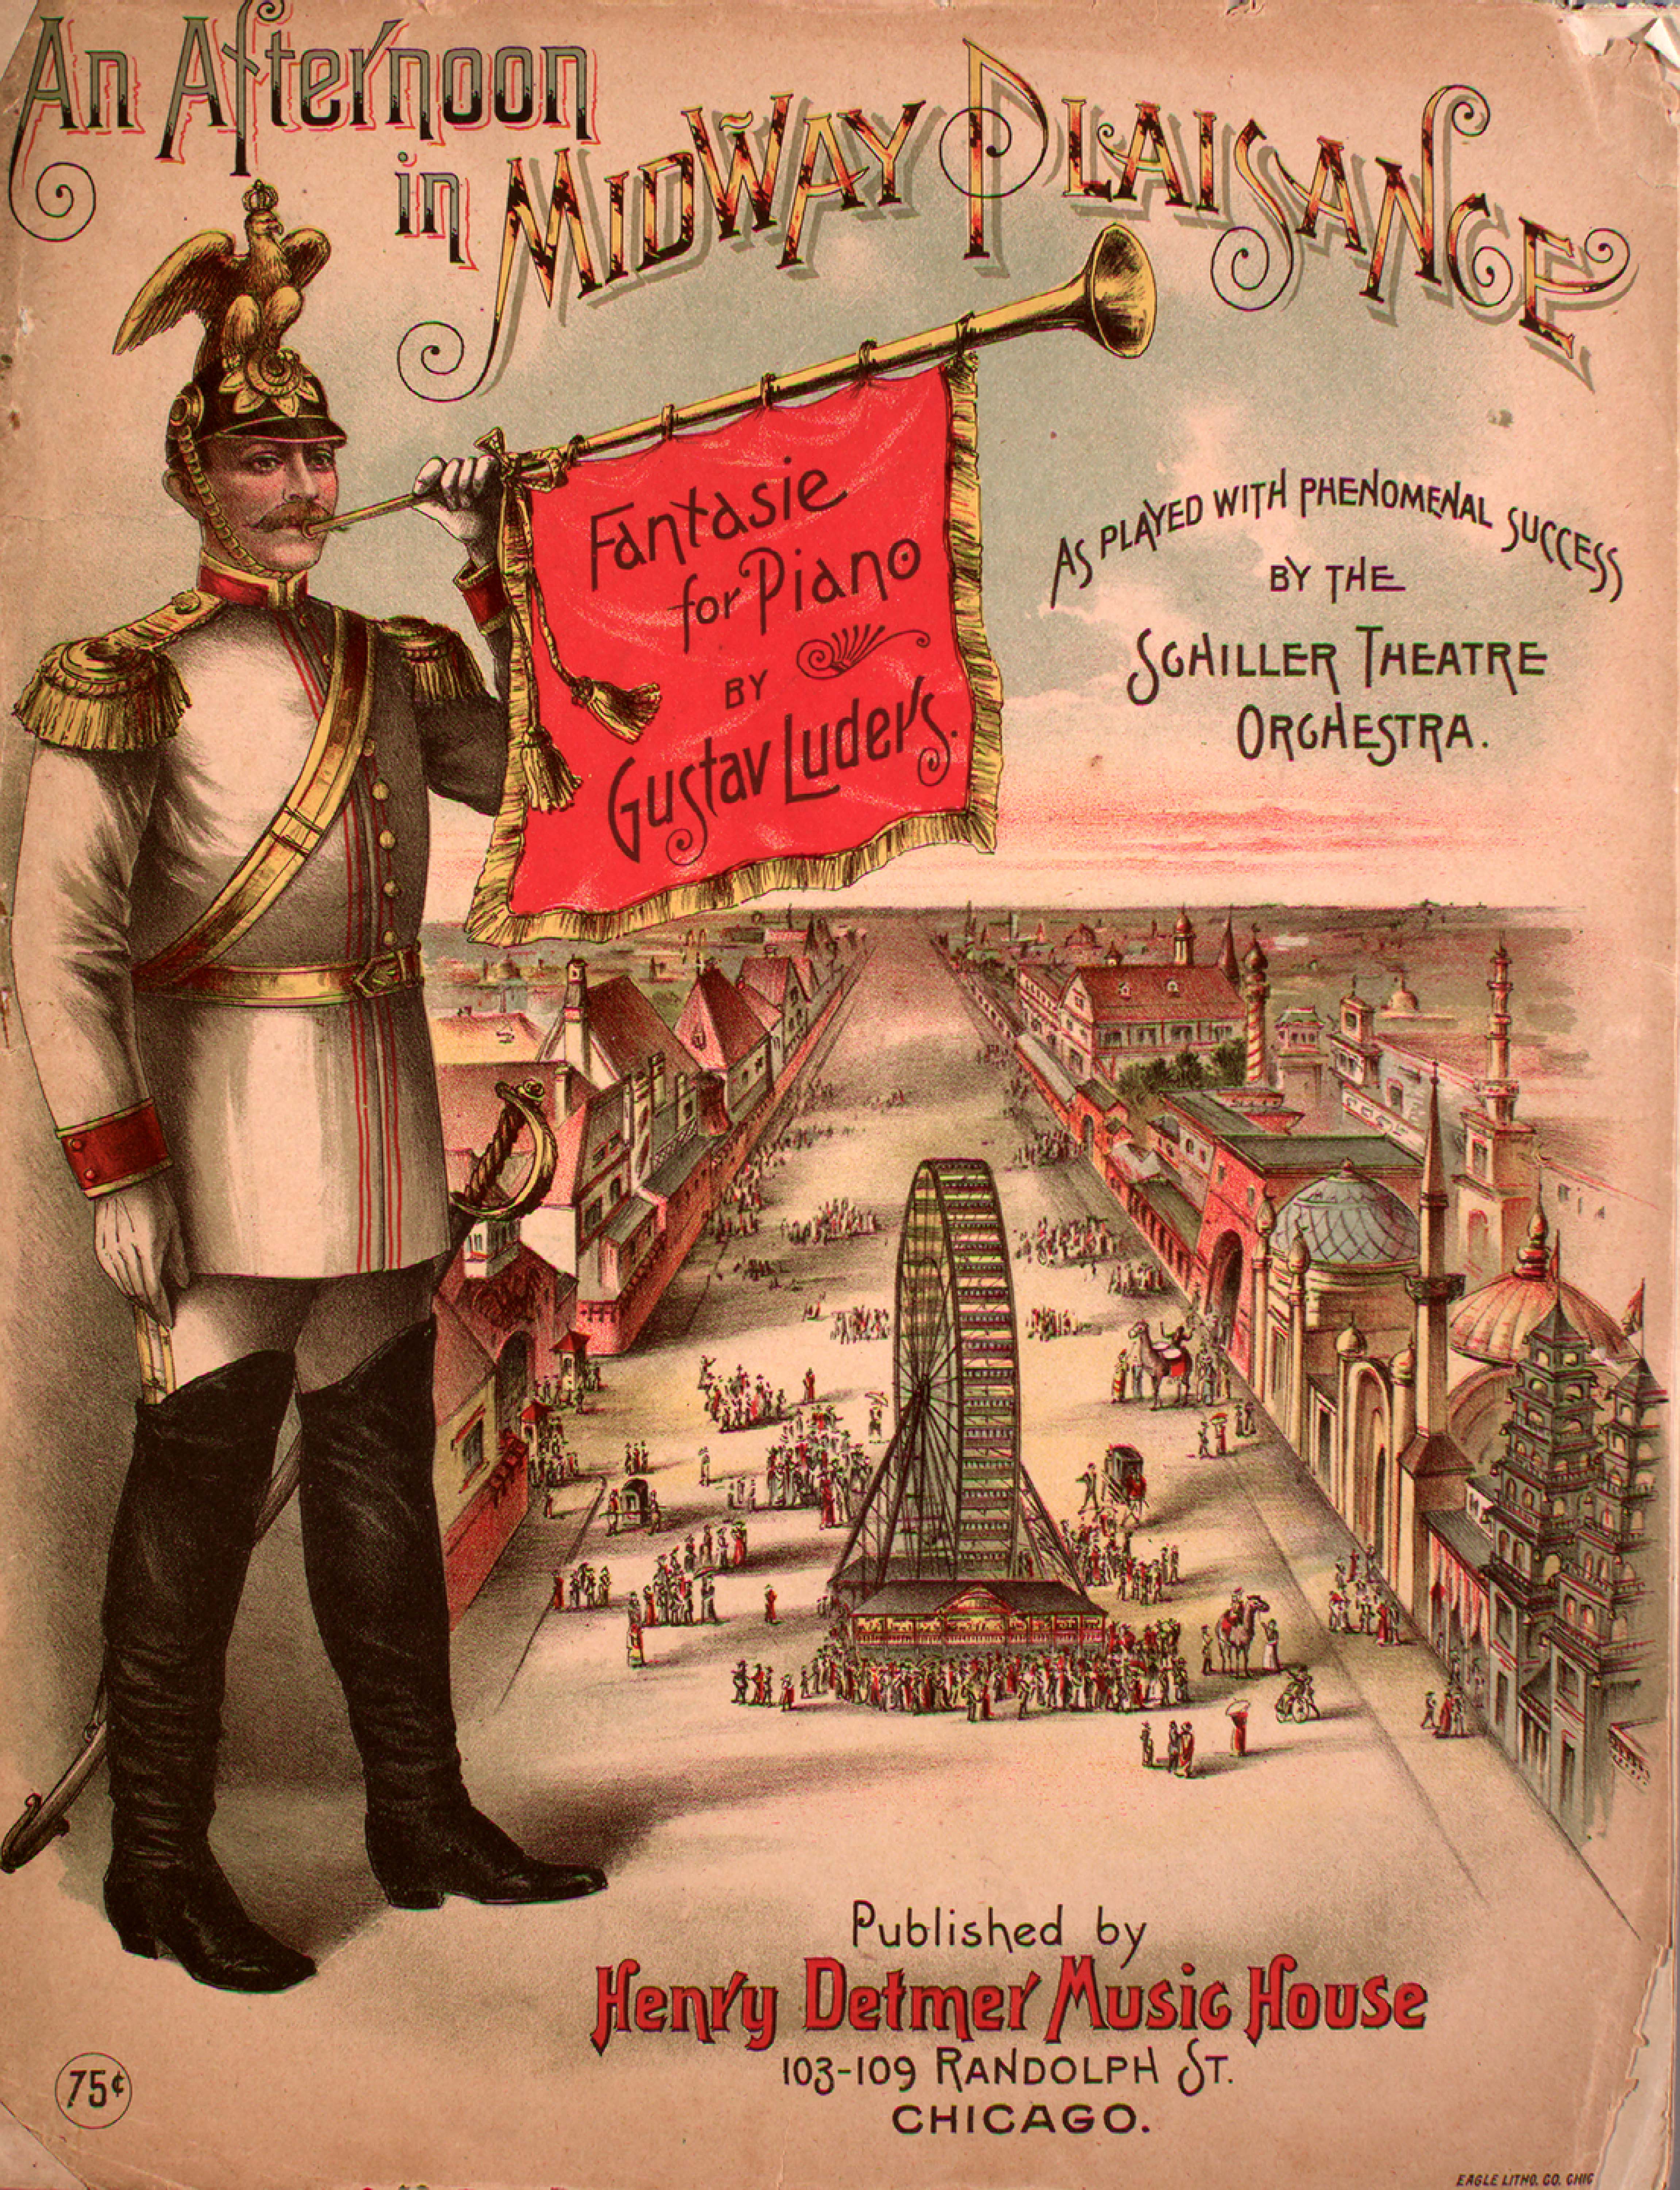 An Afternoon
in MIDWAY PLAISANCE
Fantasie
for Piano
BY
Gustav Luders.
AS PLAYED WITH PHENOMENAL SUCCESS
BY THE
SCHILLER THEATRE
ORCHESTRA.
Published by
Henry Detmer Music House
103-109 RANDOLPH ST.
CHICAGO.
75¢
EAGLE LITHO. CO. CHIC